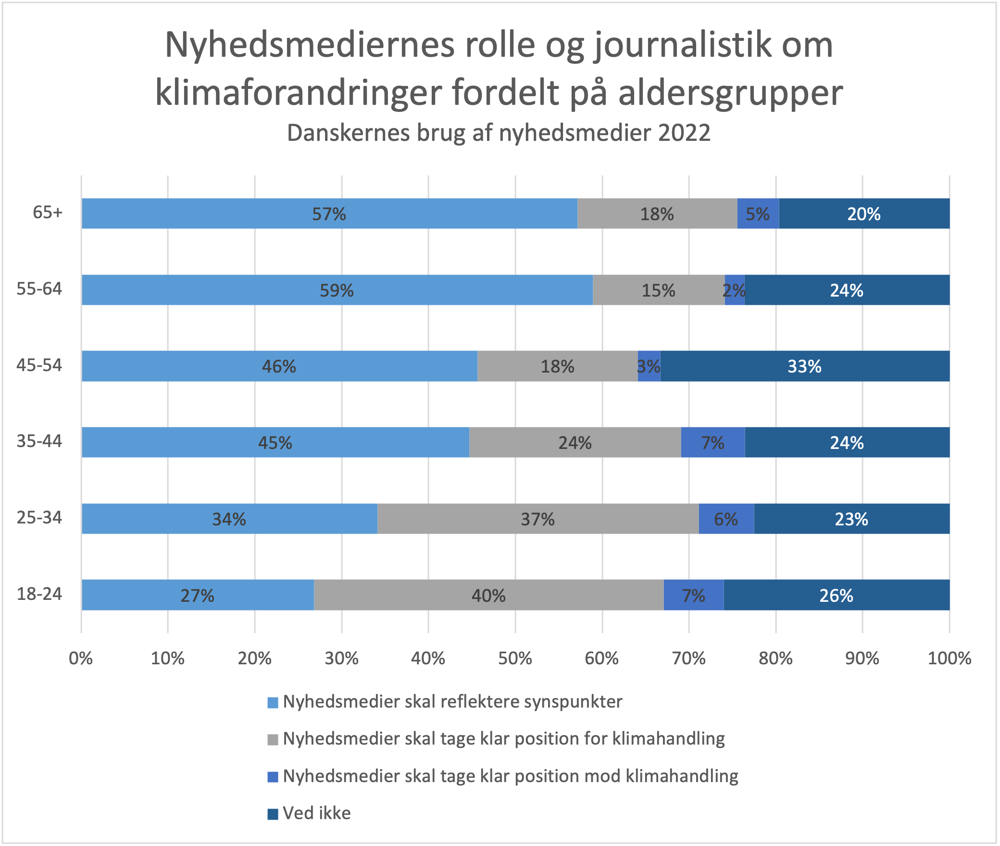 Nyhedsmediernes rolle og journalistik om
klimaforandringer fordelt på aldersgrupper
Danskernes brug af nyhedsmedier 2022
65+ 57% 18% 5% 20%
55-64 59% 15% 2% 24%
45-54 46% 18% 3% 33%
35-44 45% 24% 7% 24%
25-34 34% 37% 6% 23%
18-24 27% 40% 7% 26%
0% 10% 20% 30% 40% 50% 60% 70% 80% 90% 100%
Nyhedsmedier skal reflektere synspunkter
Nyhedsmedier skal tage klar position for klimahandling
Nyhedsmedier skal tage klar position mod klimahandling
Ved ikke